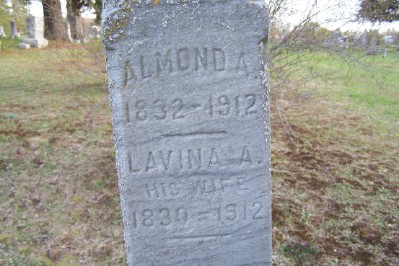 ALMOND A.
1832-1912
LAVINA A.
HIS WIFE
1830-1912